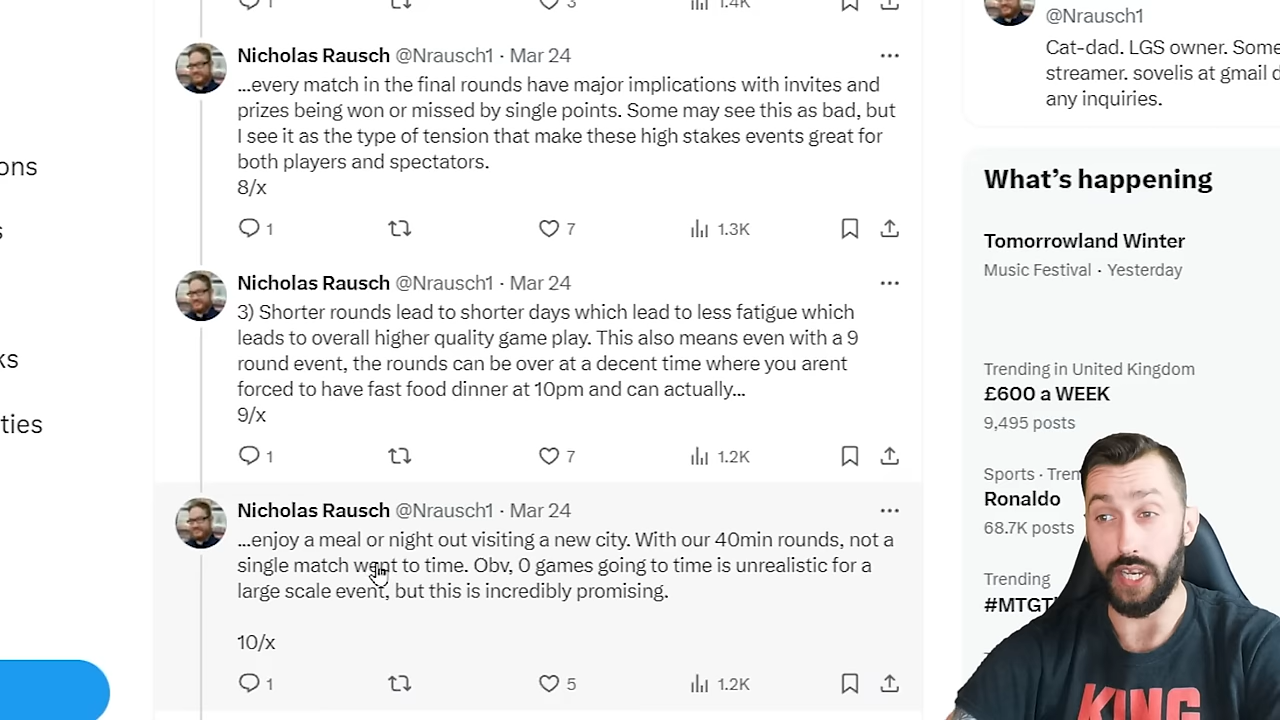 1
3
1.4K
Nicholas Rausch @Nrausch1 · Mar 24
...every match in the final rounds have major implications with invites and
prizes being won or missed by single points. Some may see this as bad, but
I see it as the type of tension that make these high stakes events great for
both players and spectators.
8/x
1
7
1.3K
Nicholas Rausch @Nrausch1 · Mar 24
3) Shorter rounds lead to shorter days which lead to less fatigue which
leads to overall higher quality game play. This also means even with a 9
round event, the rounds can be over at a decent time where you arent
forced to have fast food dinner at 10pm and can actually...
9/x
1
7
1.2K
Nicholas Rausch @Nrausch1 · Mar 24
...enjoy a meal or night out visiting a new city. With our 40min rounds, not a
single match went to time. Obv, 0 games going to time is unrealistic for a
large scale event, but this is incredibly promising.
10/x
1
5
1.2K
ons
s
ks
ties
@Nrausch1
Cat-dad. LGS owner. Some
streamer. sovelis at gmail d
any inquiries.
What's happening
Tomorrowland Winter
Music Festival · Yesterday
Trending in United Kingdom
£600 a WEEK
9,495 posts
Sports · Tren
Ronaldo
68.7K posts
Trending
#MTGT
KING